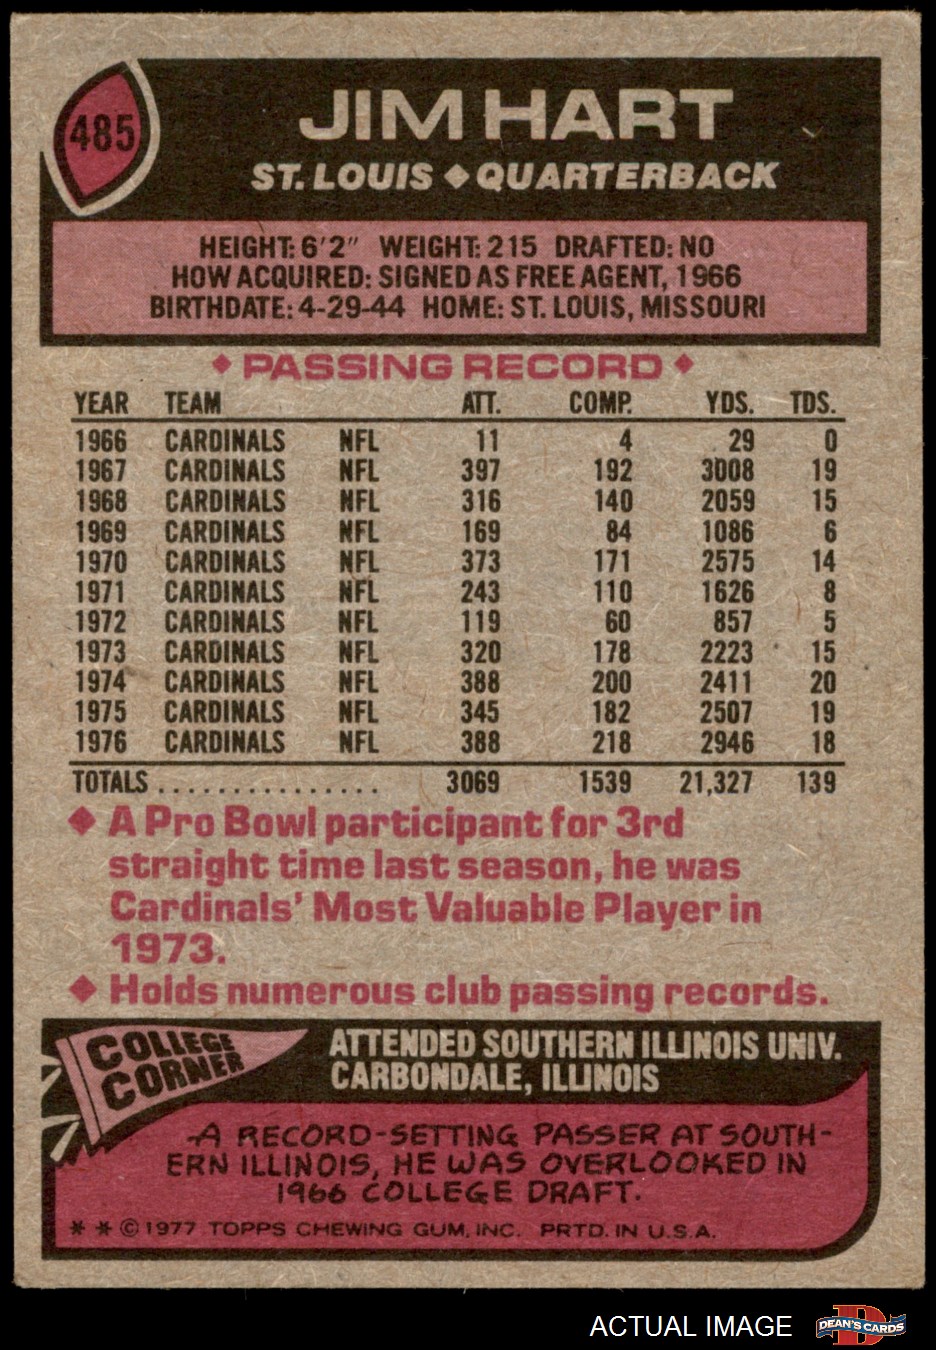 485
JIM HART
ST. LOUIS ◆ QUARTERBACK
HEIGHT: 6'2" WEIGHT: 215 DRAFTED: NO
HOW ACQUIRED: SIGNED AS FREE AGENT, 1966
BIRTHDATE: 4-29-44 HOME: ST. LOUIS, MISSOURI
◆ PASSING RECORD ◆
YEAR TEAM ATT. COMP. YDS. TDS.
1966 CARDINALS NFL 11 4 29 0
1967 CARDINALS NFL 397 192 3008 19
1968 CARDINALS NFL 316 140 2059 15
1969 CARDINALS NFL 169 84 1086 6
1970 CARDINALS NFL 373 171 2575 14
1971 CARDINALS NFL 243 110 1626 8
1972 CARDINALS NFL 119 60 857 5
1973 CARDINALS NFL 320 178 2223 15
1974 CARDINALS NFL 388 200 2411 20
1975 CARDINALS NFL 345 182 2507 19
1976 CARDINALS NFL 388 218 2946 18
TOTALS ............... 3069 1539 21,327 139
◆ A Pro Bowl participant for 3rd
straight time last season, he was
Cardinals' Most Valuable Player in
1973.
◆ Holds numerous club passing records.
COLLEGE
CORNER
ATTENDED SOUTHERN ILLINOIS UNIV.
CARBONDALE, ILLINOIS
A RECORD-SETTING PASSER AT SOUTH-
ERN ILLINOIS, HE WAS OVERLOOKED IN
1966 COLLEGE DRAFT.
* * © 1977 TOPPS CHEWING GUM, INC. PRTD. IN U.S.A.
ACTUAL IMAGE
D
DEAN'S CARDS